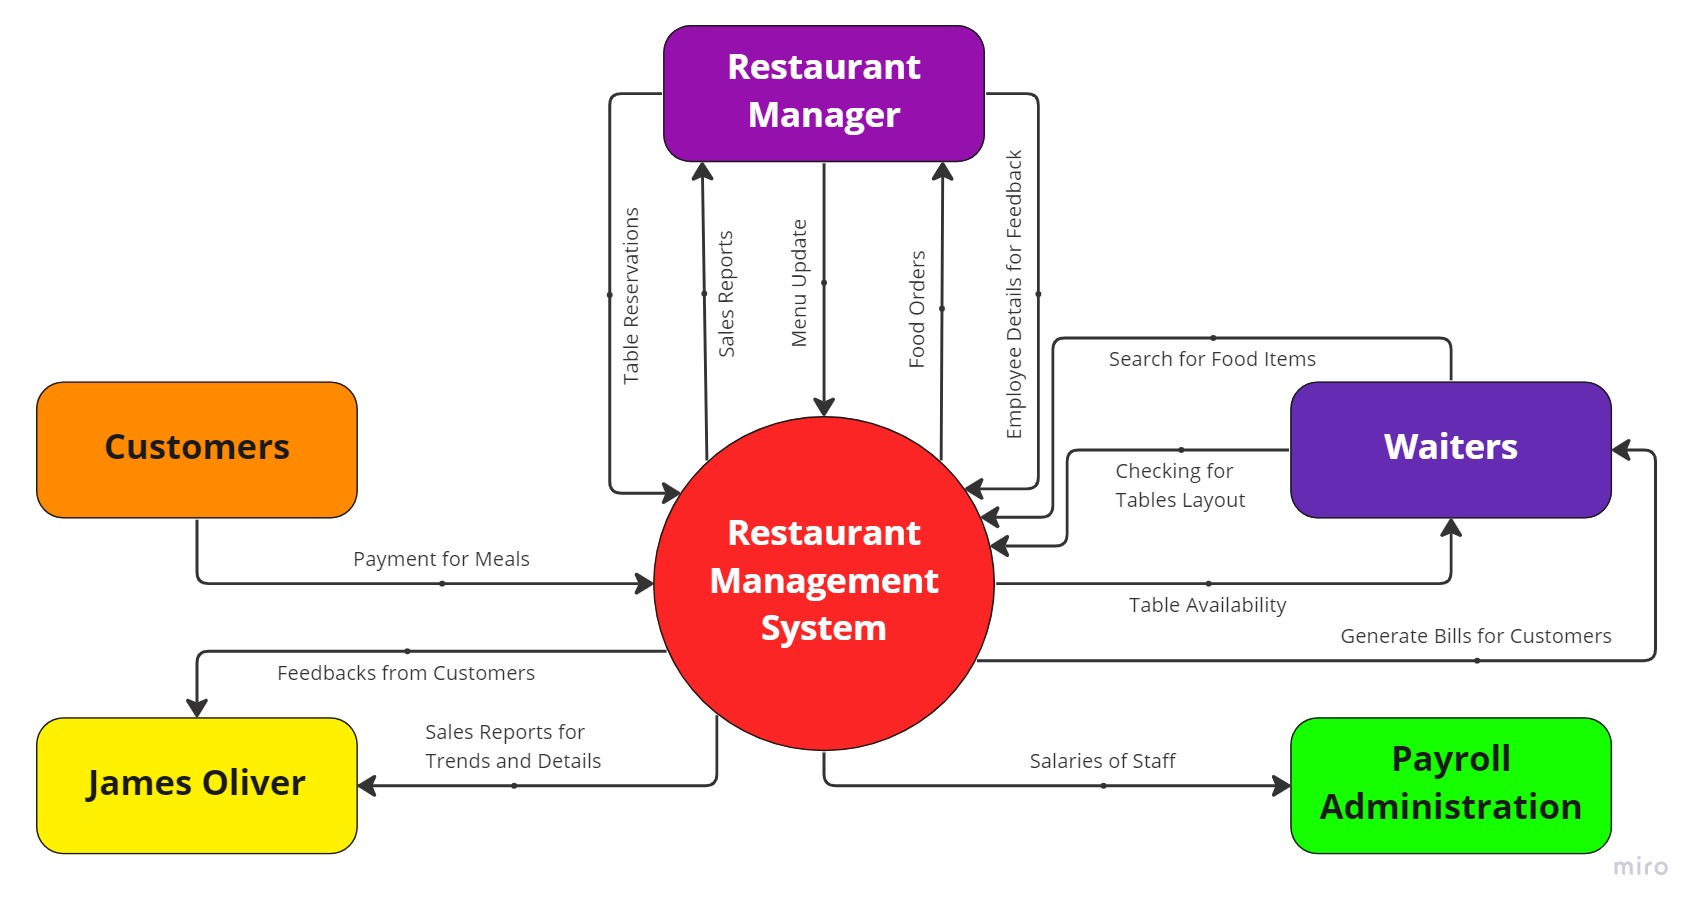 Restaurant
Manager
Table Reservations
Sales Reports
Menu Update
Food Orders
Employee Details for Feedback
Search for Food Items
Customers
Waiters
Checking for
Tables Layout
Payment for Meals
Restaurant
Management
System
Table Availability
Generate Bills for Customers
Feedbacks from Customers
Sales Reports for
Trends and Details
James Oliver
Salaries of Staff
Payroll
Administration
miro